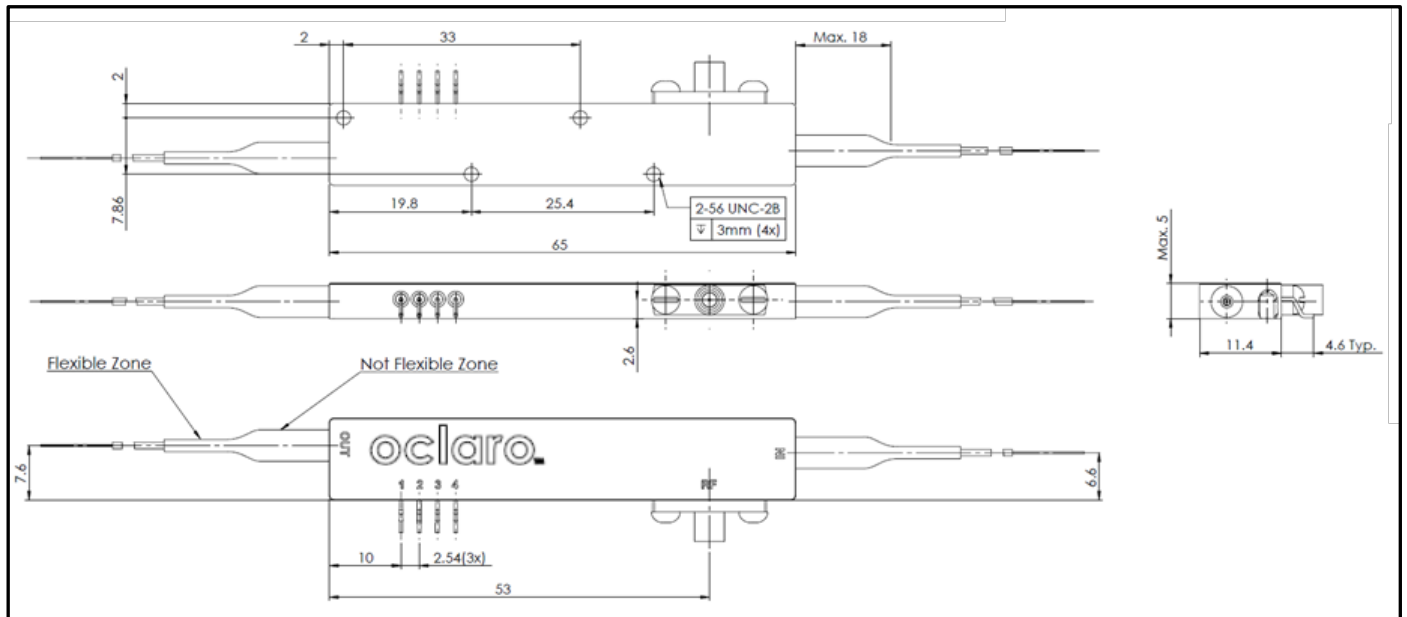 2
33
Max. 18
2
7.86
19.8
25.4
2-56 UNC-2B
3mm (4x)
65
Max. 5
2.6
11.4
4.6 Typ.
Flexible Zone
Not Flexible Zone
7.6
OUT
oclaro
IN
6.6
1 2 3 4
RF
10
2.54(3x)
53